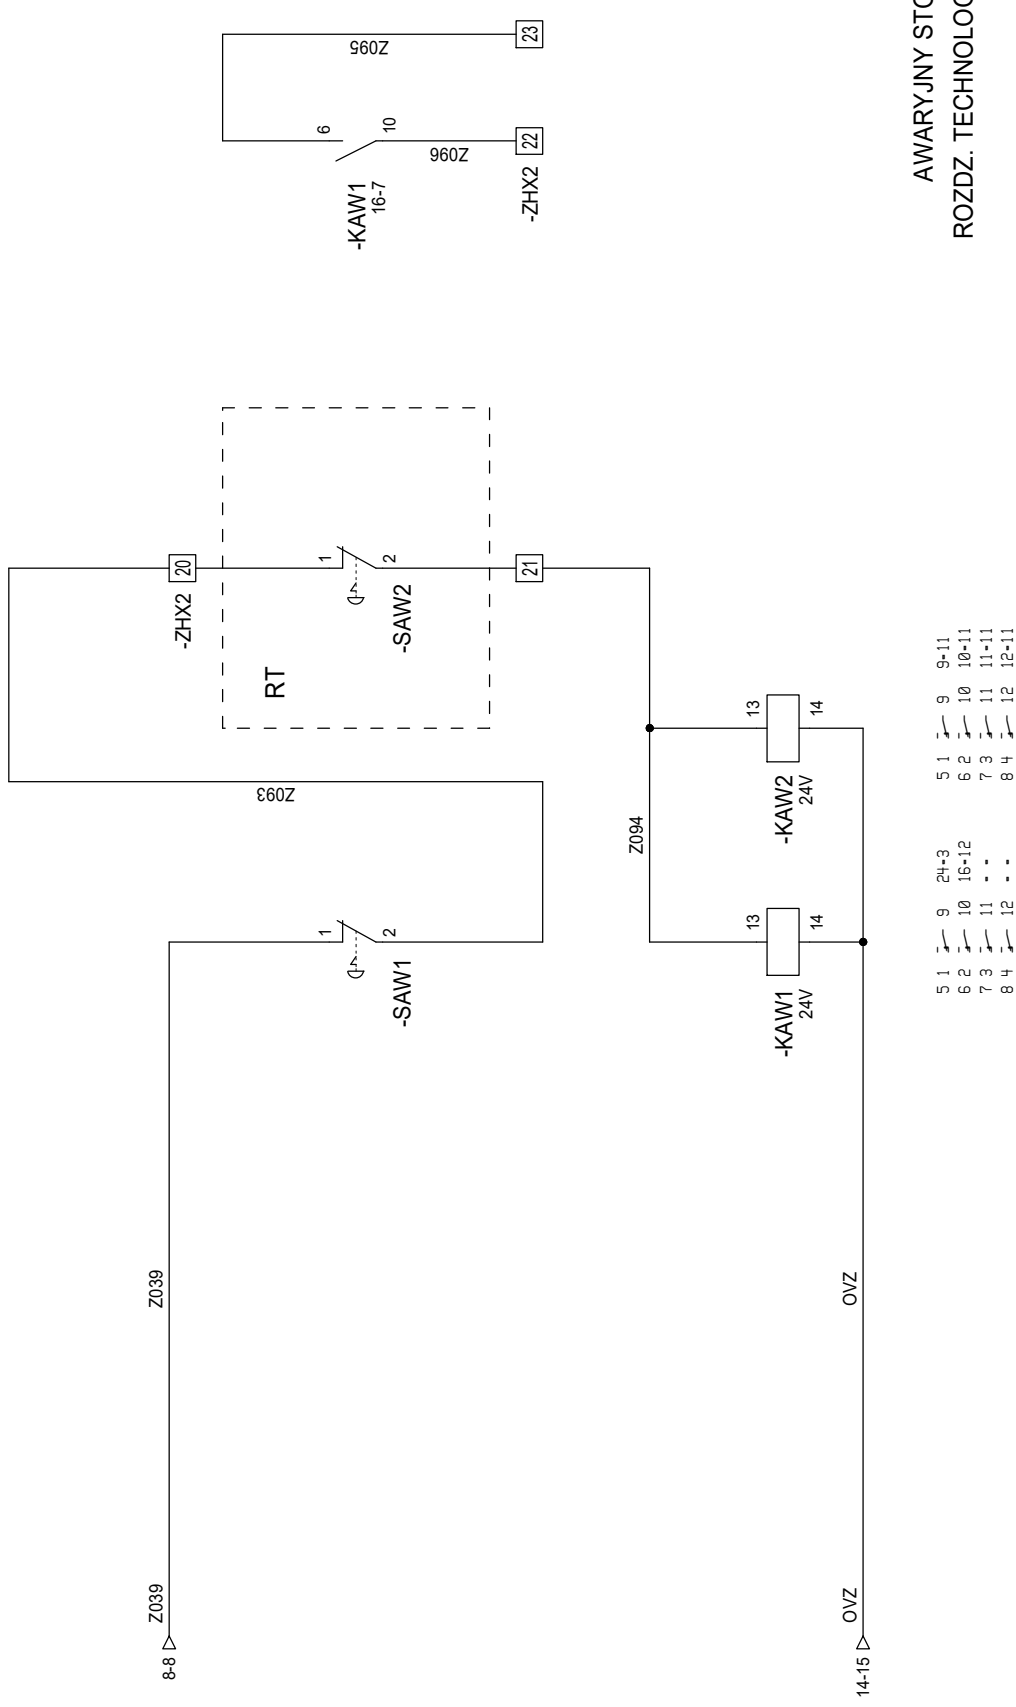 8-8
Z039
Z039
-SAW1
1
2
Z093
-ZHX2
20
RT
-SAW2
1
2
21
Z094
-KAW1
24V
13
14
-KAW2
24V
13
14
14-15
OVZ
OVZ
-KAW1
16-7
6
10
Z095
Z096
-ZHX2
22
23
5 1 9 24-3
6 2 10 16-12
7 3 11 - -
8 4 12 - -
5 1 9 9-11
6 2 10 10-11
7 3 11 11-11
8 4 12 12-11
AWARYJNY STO
ROZDZ. TECHNOLOG